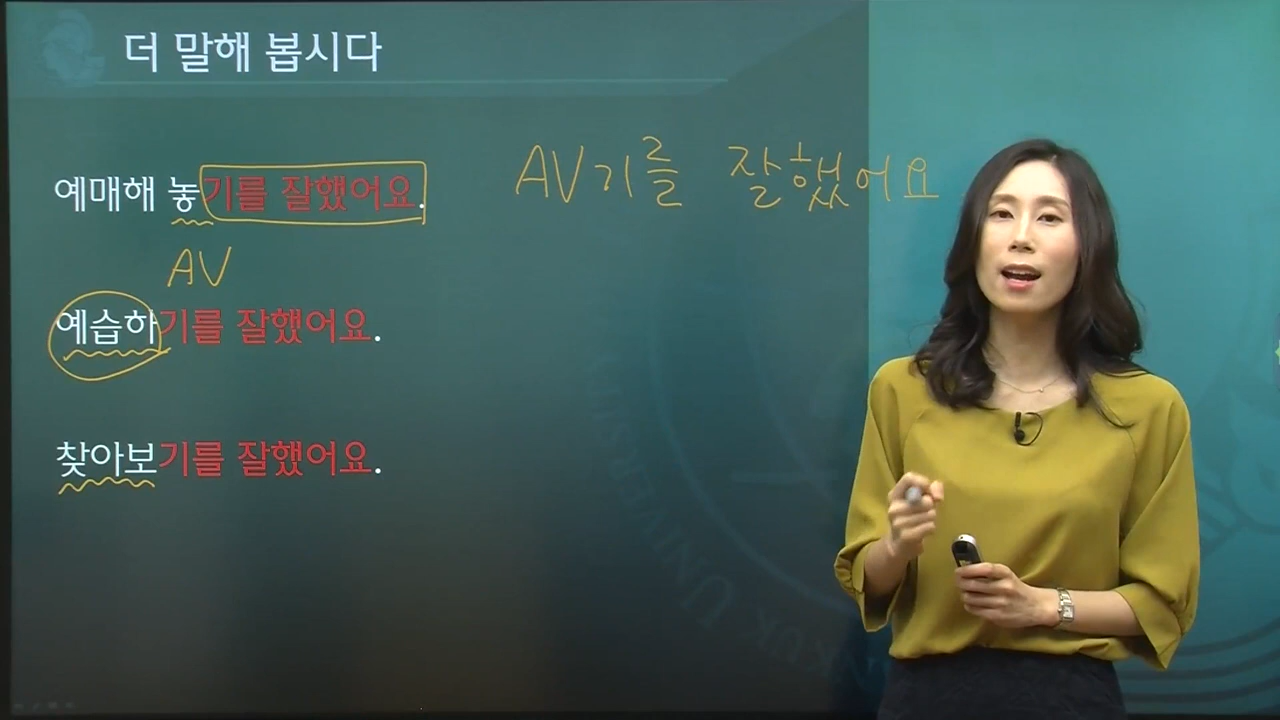 더 말해 봅시다
예매해 놓기를 잘했어요.
AV기를 잘했어요
AV
예습하기를 잘했어요.
찾아보기를 잘했어요.